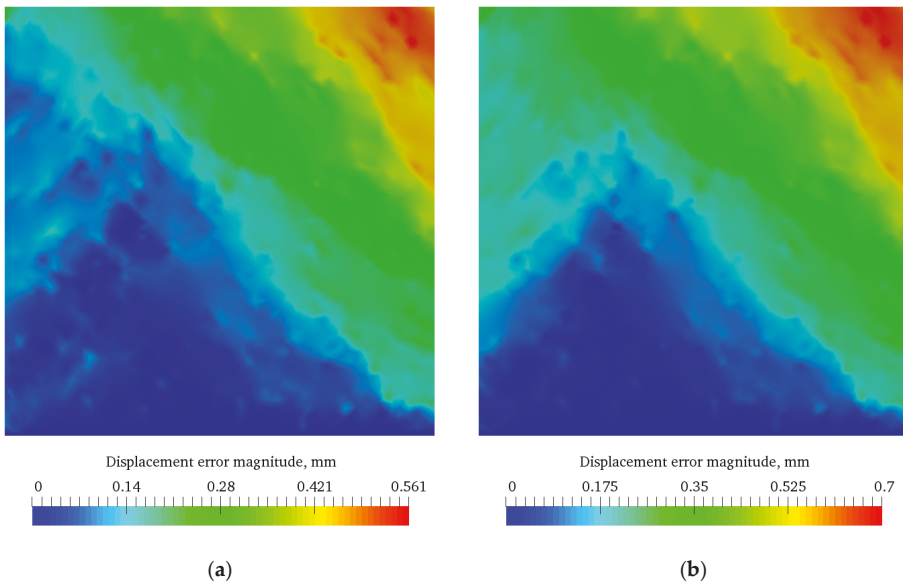 Displacement error magnitude, mm
0 0.14 0.28 0.421 0.561
(a)
Displacement error magnitude, mm
0 0.175 0.35 0.525 0.7
(b)